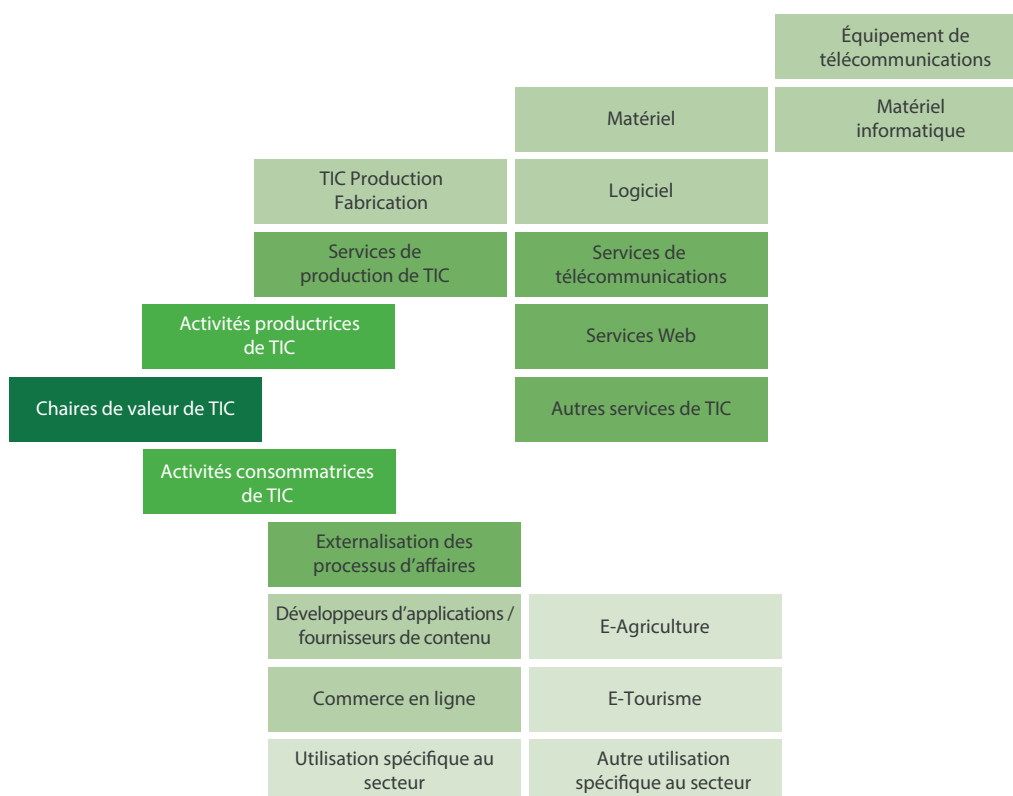 Équipement de
télécommunications
Matériel
Matériel
informatique
TIC Production
Fabrication
Logiciel
Services de
production de TIC
Services de
télécommunications
Activités productrices
de TIC
Services Web
Chaires de valeur de TIC
Autres services de TIC
Activités consommatrices
de TIC
Externalisation des
processus d'affaires
Développeurs d'applications /
fournisseurs de contenu
E-Agriculture
Commerce en ligne
E-Tourisme
Utilisation spécifique au
secteur
Autre utilisation
spécifique au secteur